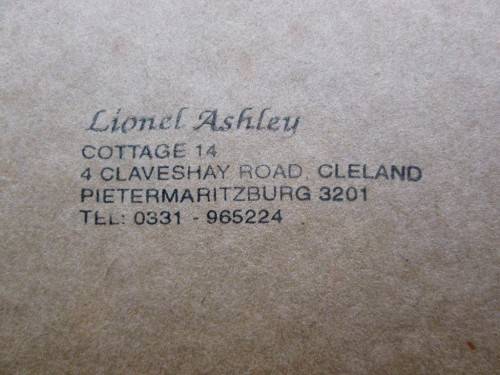 Lionel Ashley
COTTAGE 14
4 CLAVESHAY ROAD, CLELAND
PIETERMARITZBURG 3201
TEL: 0331 - 965224